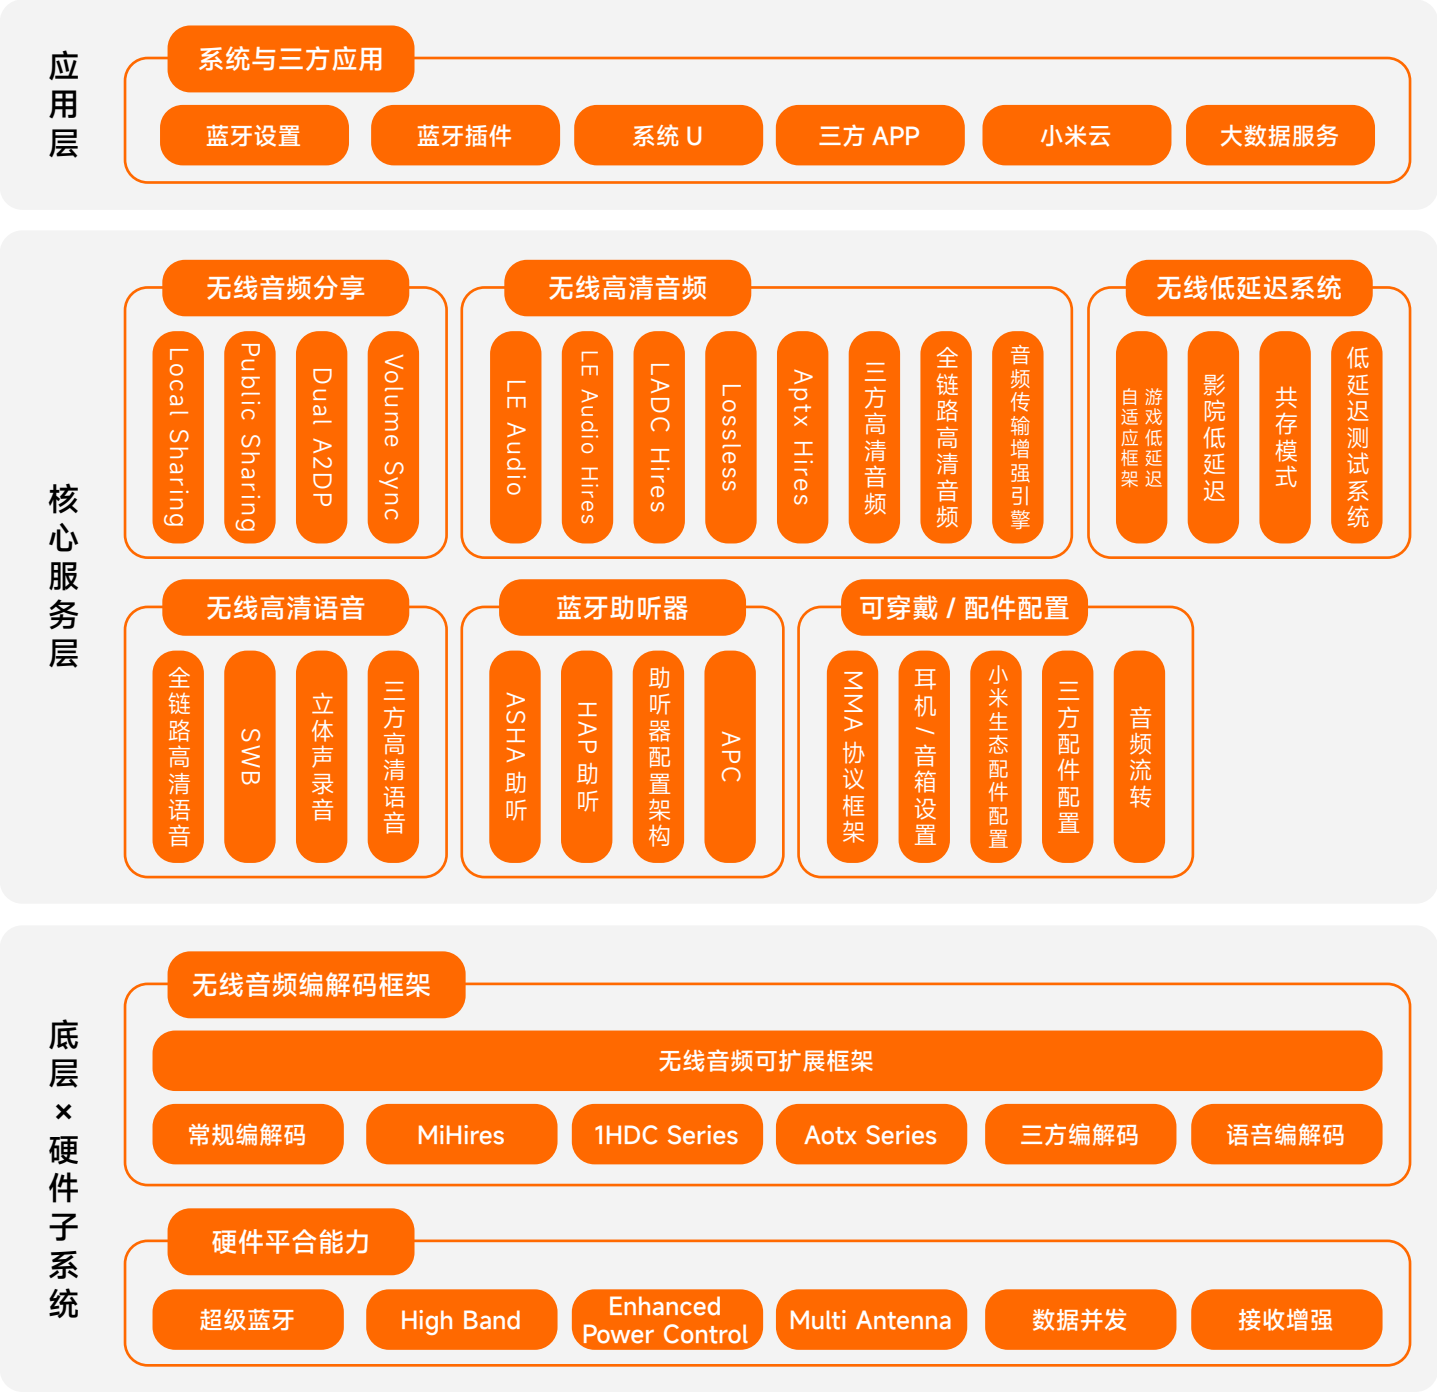 应用层
系统与三方应用
蓝牙设置
蓝牙插件
系统 U
三方 APP
小米云
大数据服务
核心服务层
无线音频分享
Local Sharing
Public Sharing
Dual A2DP
Volume Sync
无线高清音频
LE Audio
LE Audio Hires
LADC Hires
Lossless
Aptx Hires
三方高清音频
全链路高清音频
音频传输增强引擎
无线低延迟系统
游戏低延迟
自适应框架
影院低延迟
共存模式
低延迟测试系统
无线高清语音
全链路高清语音
SWB
立体声录音
三方高清语音
蓝牙助听器
ASHA 助听
HAP 助听
助听器配置架构
APC
可穿戴 / 配件配置
MMA 协议框架
耳机 / 音箱设置
小米生态配件配置
三方配件配置
音频流转
底层×硬件子系统
无线音频编解码框架
无线音频可扩展框架
常规编解码
MiHires
1HDC Series
Aotx Series
三方编解码
语音编解码
硬件平合能力
超级蓝牙
High Band
Enhanced
Power Control
Multi Antenna
数据并发
接收增强